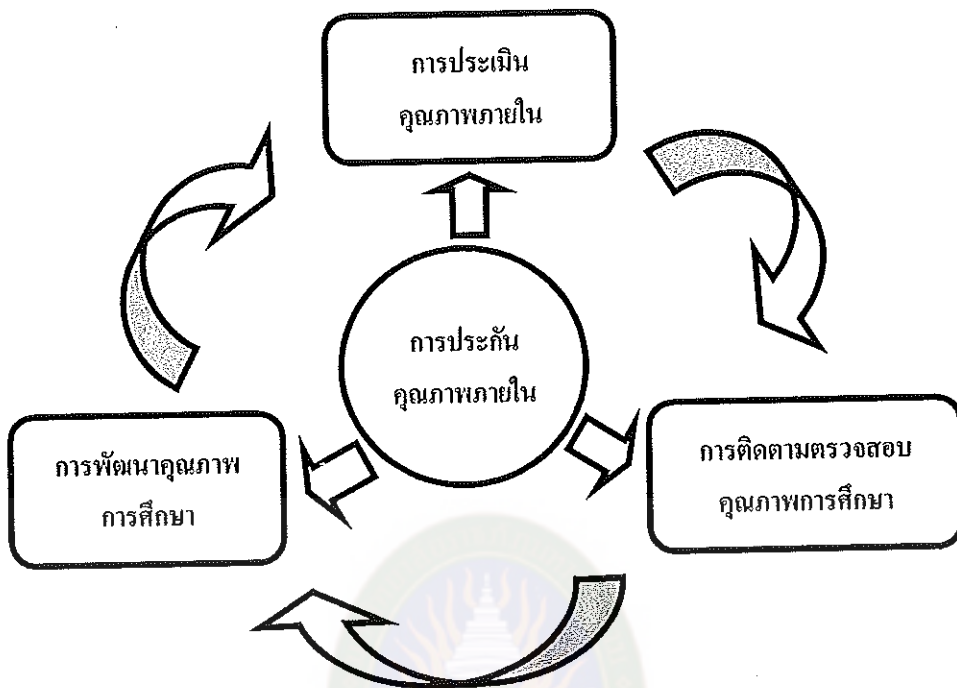 การประเมิน
คุณภาพภายใน
การประกัน
คุณภาพภายใน
การพัฒนาคุณภาพ
การศึกษา
การติดตามตรวจสอบ
คุณภาพการศึกษา